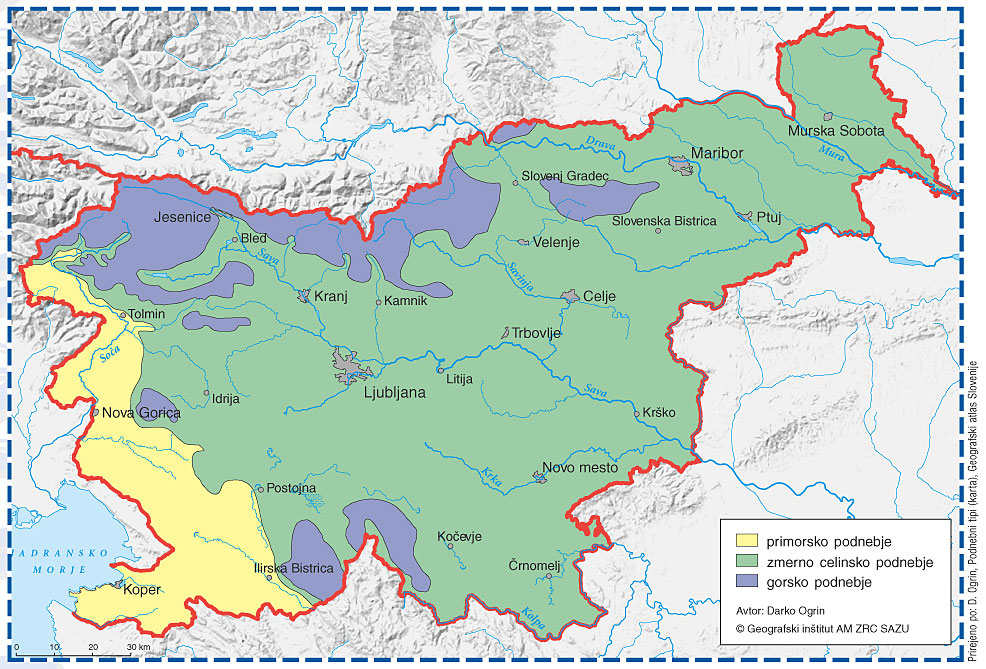 Murska Sobota
Mura
Drava
Maribor
Slovenj Gradec
Jesenice
Slovenska Bistrica
Ptuj
Bled
Velenje
Sava
Savinja
Kranj
Kamnik
Celje
Tolmin
Trbovlje
Soča
Litija
Ljubljana
Idrija
Sava
Nova Gorica
Krško
Krka
Novo mesto
Postojna
Kočevje
JADRANSKO
MORJE
Ilirska Bistrica
Črnomelj
Koper
Kolpa
0 10 20 30 km
primorsko podnebje
zmerno celinsko podnebje
gorsko podnebje
Avtor: Darko Ogrin
© Geografski inštitut AM ZRC SAZU
Prirejeno po: D. Ogrin, Podnebni tipi (karta), Geografski atlas Slovenije